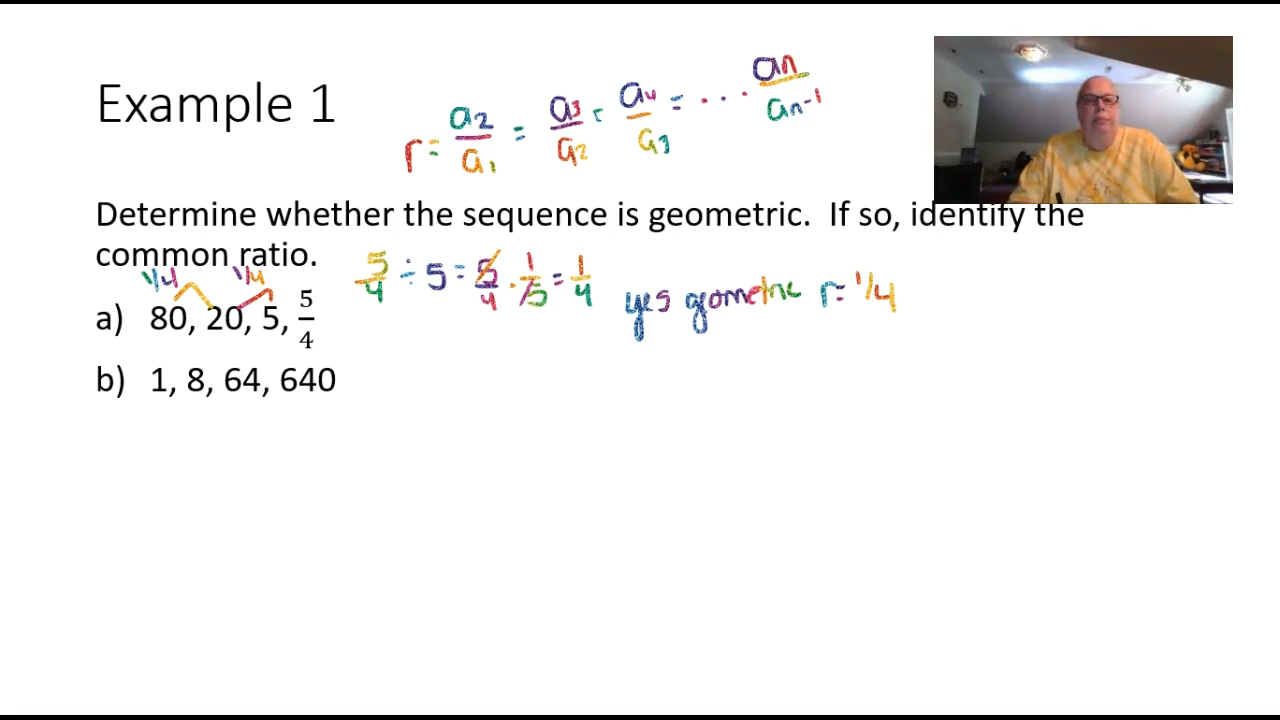 Example 1
r = a2/a1 = a3/a2 = a4/a3 = ... an/an-1
Determine whether the sequence is geometric. If so, identify the
common ratio.
1/4 1/4
5/4 ÷ 5 = 5/4 · 1/5 = 1/4
yes geometric r = 1/4
a) 80, 20, 5, 5/4
b) 1, 8, 64, 640